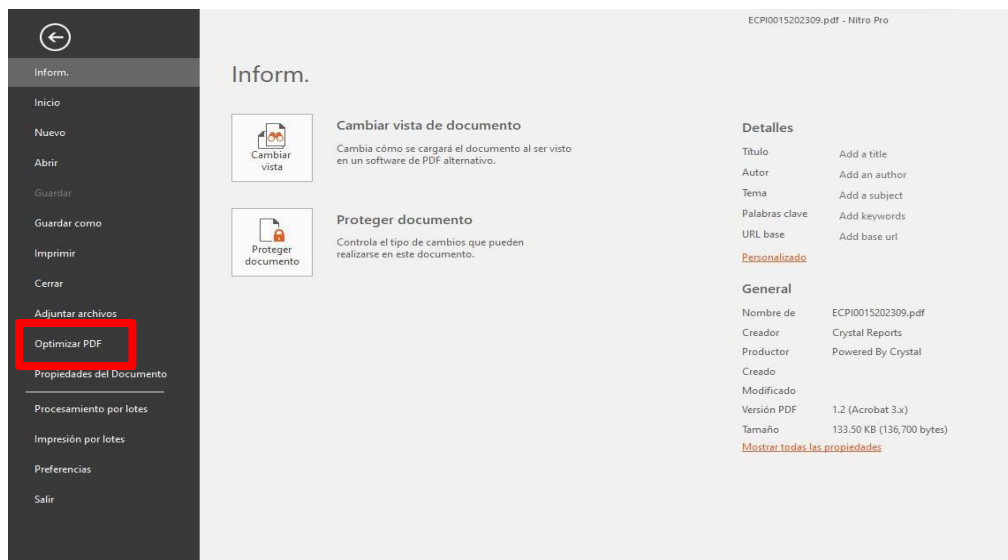 ECPI0015202309.pdf - Nitro Pro
Inform.
Inicio
Nuevo
Abrir
Guardar
Guardar como
Imprimir
Cerrar
Adjuntar archivos
Optimizar PDF
Propiedades del Documento
Procesamiento por lotes
Impresión por lotes
Preferencias
Salir
Inform.
Cambiar
vista
Cambiar vista de documento
Cambia cómo se cargará el documento al ser visto
en un software de PDF alternativo.
Proteger
documento
Proteger documento
Controla el tipo de cambios que pueden
realizarse en este documento.
Detalles
Título Add a title
Autor Add an author
Tema Add a subject
Palabras clave Add keywords
URL base Add base url
Personalizado
General
Nombre de ECPI0015202309.pdf
Creador Crystal Reports
Productor Powered By Crystal
Creado
Modificado
Versión PDF 1.2 (Acrobat 3.x)
Tamaño 133.50 KB (136,700 bytes)
Mostrar todas las propiedades